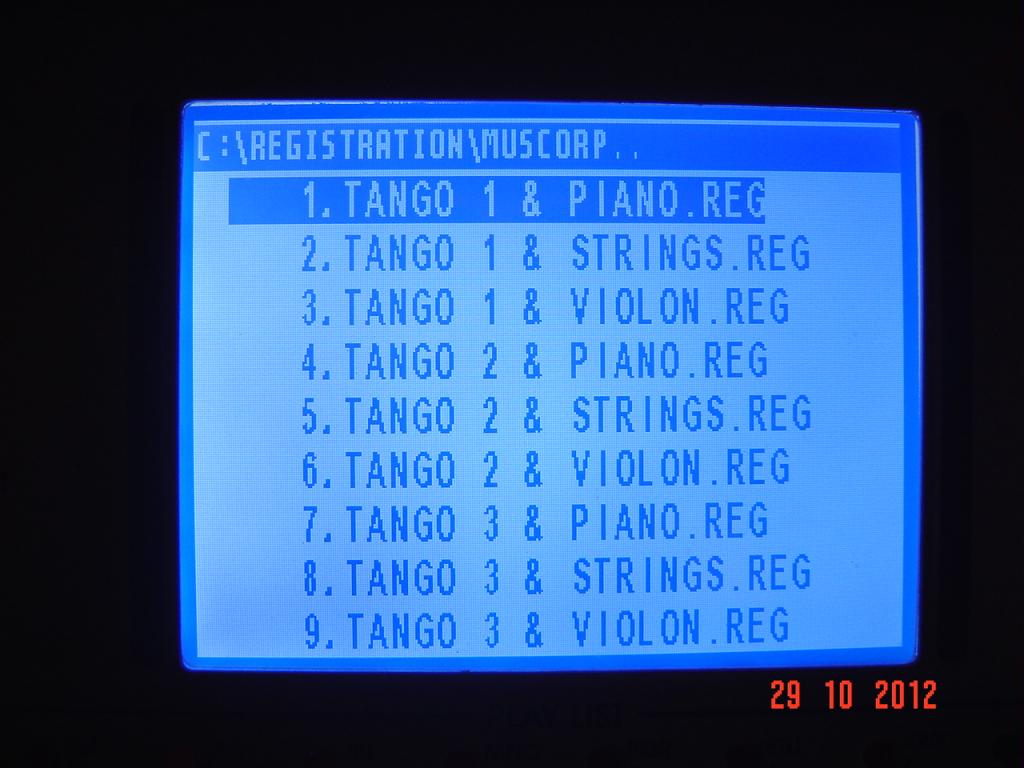 C:\REGISTRATION\MUSCORP..
1.TANGO 1 & PIANO.REG
2.TANGO 1 & STRINGS.REG
3.TANGO 1 & VIOLON.REG
4.TANGO 2 & PIANO.REG
5.TANGO 2 & STRINGS.REG
6.TANGO 2 & VIOLON.REG
7.TANGO 3 & PIANO.REG
8.TANGO 3 & STRINGS.REG
9.TANGO 3 & VIOLON.REG
29 10 2012
PLAY LIST